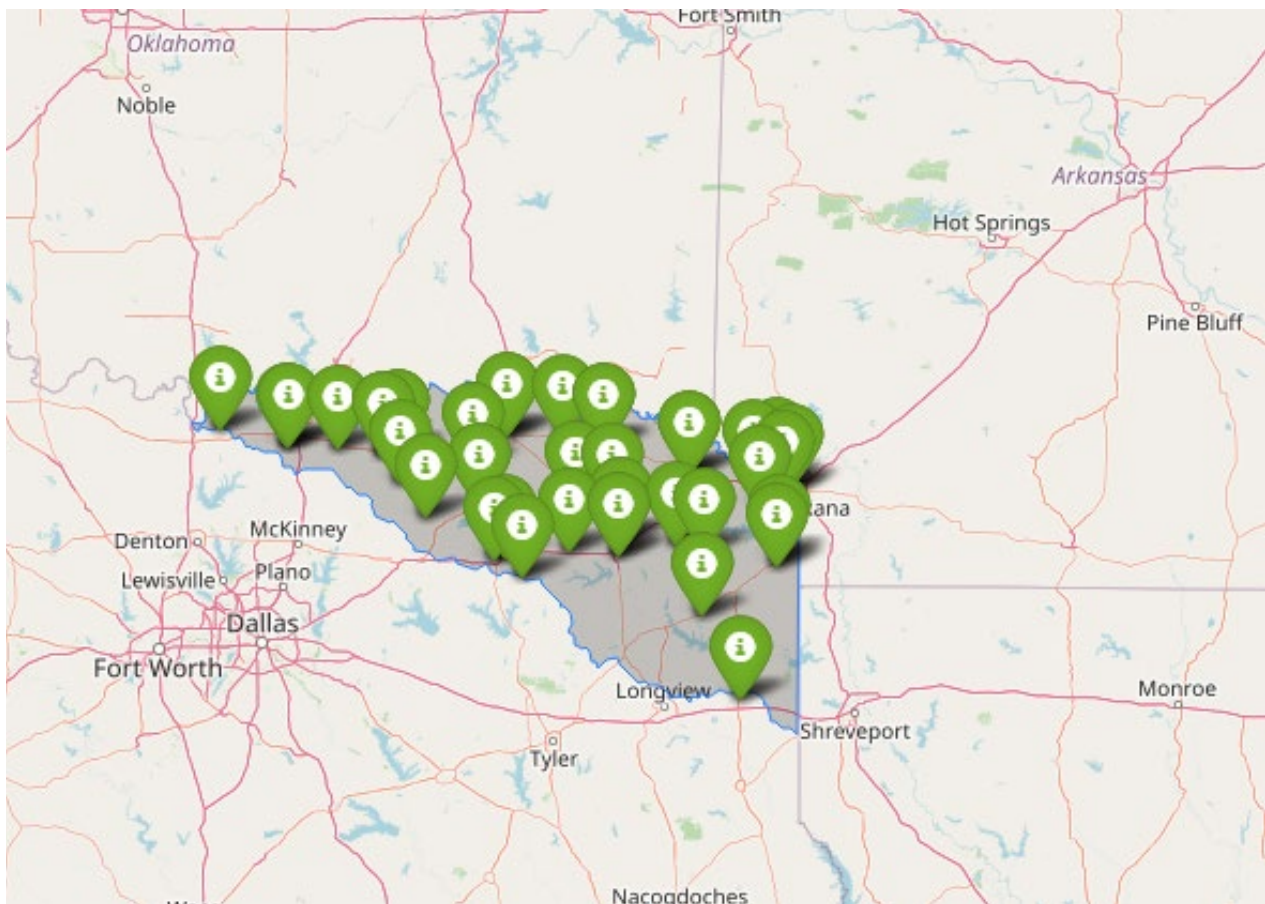 Fort Smith
Oklahoma
Noble
Arkansas
Hot Springs
Pine Bluff
Denton
McKinney
Lewisville
Plano
Dallas
Fort Worth
Longview
Monroe
Shreveport
Tyler
Nacogdoches